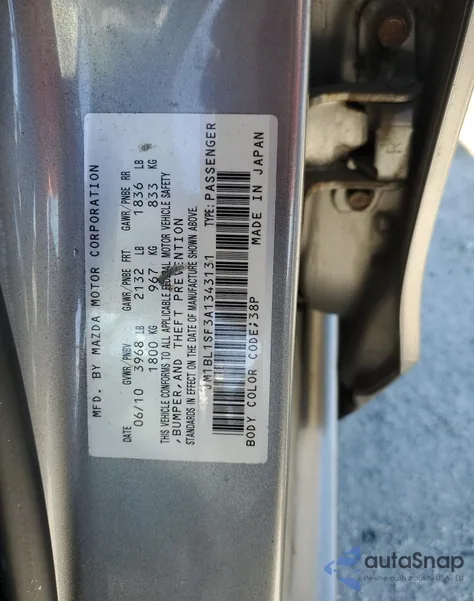 MFD. BY MAZDA MOTOR CORPORATION
DATE GVWR/PNBV GAWR/PNBE FRT GAWR/PNBE RR
06/10 3968 LB 2132 LB 1836 LB
1800 KG 967 KG 833 KG
THIS VEHICLE CONFORMS TO ALL APPLICABLE FEDERAL MOTOR VEHICLE SAFETY
,BUMPER,AND THEFT PREVENTION
STANDARDS IN EFFECT ON THE DATE OF MANUFACTURE SHOWN ABOVE.
JM1BL1SF3A1343131 TYPE:PASSENGER
BODY COLOR CODE;38P MADE IN JAPAN
autoSnap